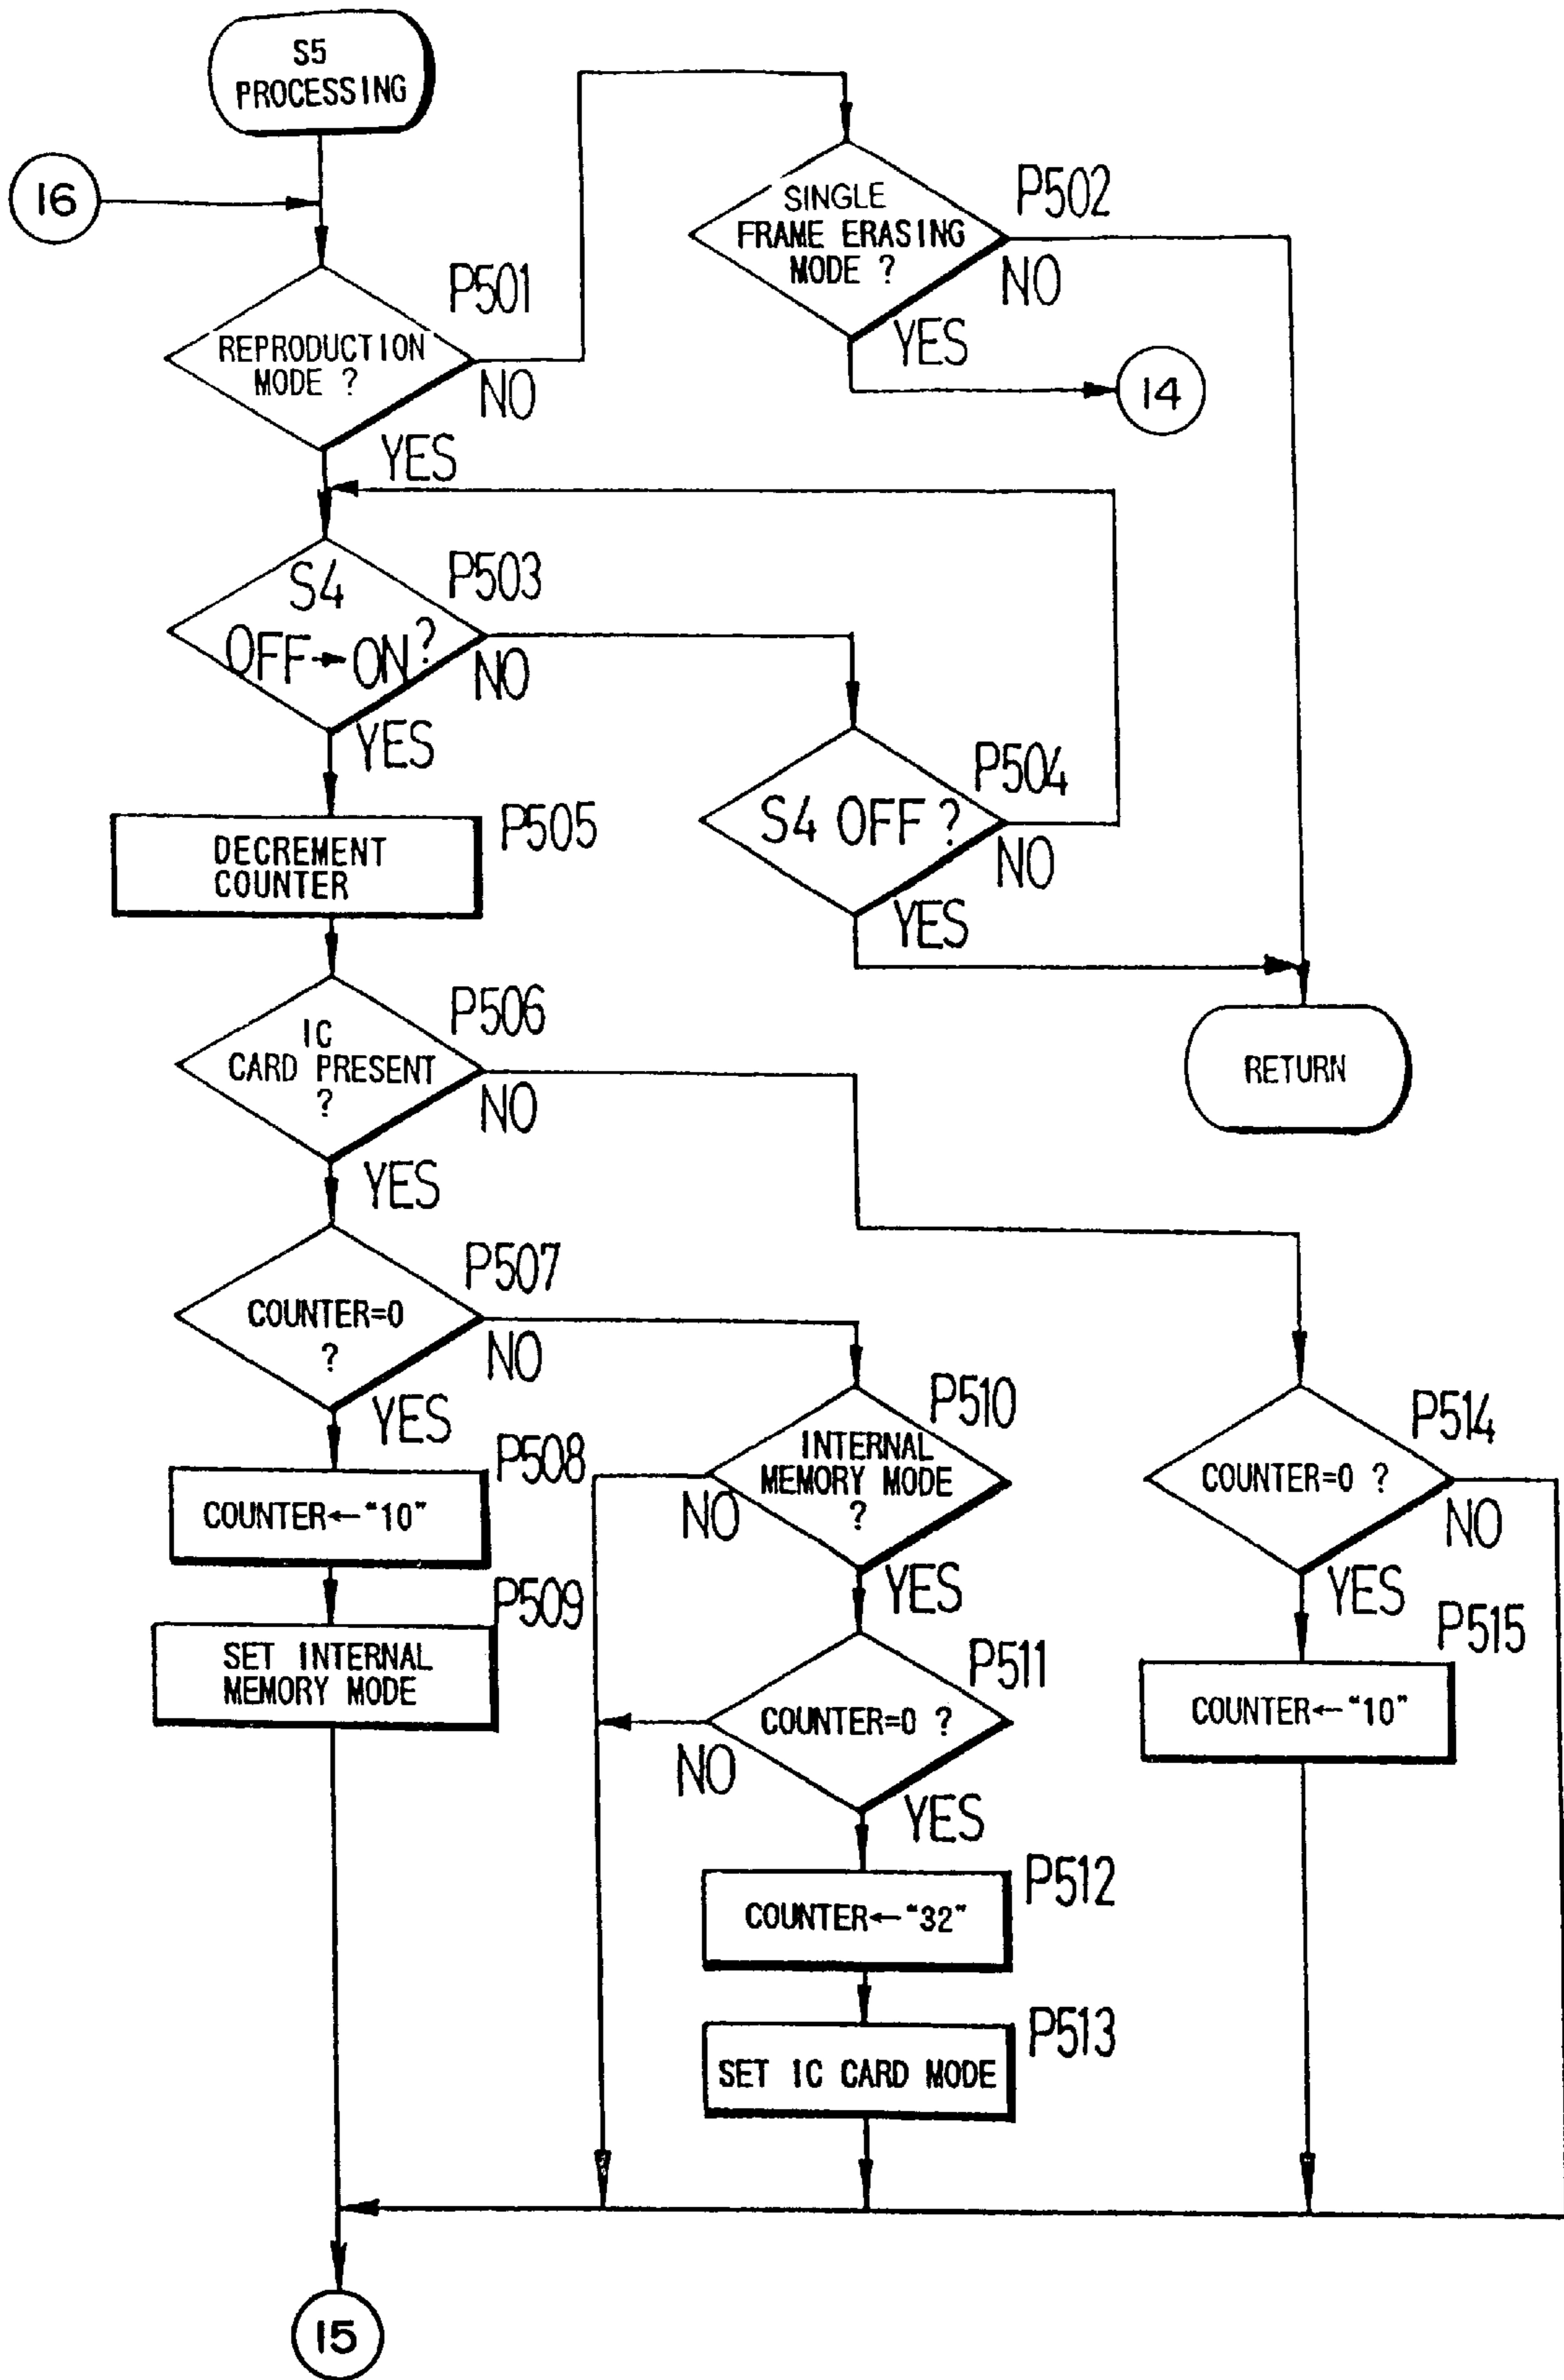 S5
PROCESSING
16
P501
REPRODUCTION
MODE ?
NO
YES
SINGLE
FRAME ERASING
MODE ?
P502
NO
YES
14
S4
OFF→ON?
P503
NO
YES
S4 OFF ?
P504
NO
YES
DECREMENT
COUNTER
P505
RETURN
IC
CARD PRESENT
?
P506
NO
YES
COUNTER=0
?
P507
NO
YES
COUNTER←"10"
P508
SET INTERNAL
MEMORY MODE
P509
INTERNAL
MEMORY MODE
?
P510
NO
YES
COUNTER=0 ?
P511
NO
YES
COUNTER←"32"
P512
SET IC CARD MODE
P513
COUNTER=0 ?
P514
NO
YES
COUNTER←"10"
P515
15